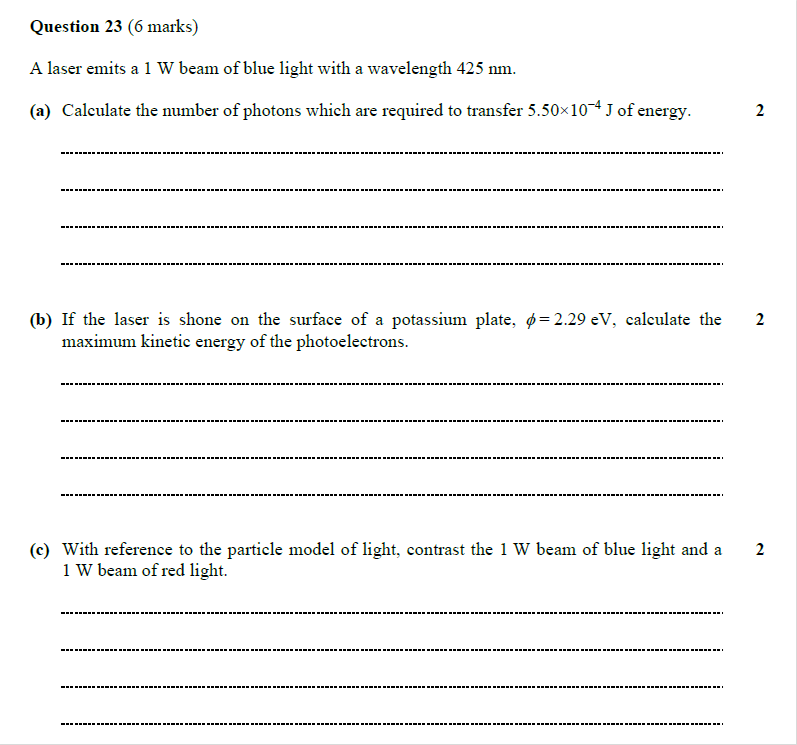 Question 23 (6 marks)
A laser emits a 1 W beam of blue light with a wavelength 425 nm.
(a) Calculate the number of photons which are required to transfer 5.50×10⁻⁴ J of energy. 2
(b) If the laser is shone on the surface of a potassium plate, ϕ = 2.29 eV, calculate the 2
maximum kinetic energy of the photoelectrons.
(c) With reference to the particle model of light, contrast the 1 W beam of blue light and a 2
1 W beam of red light.